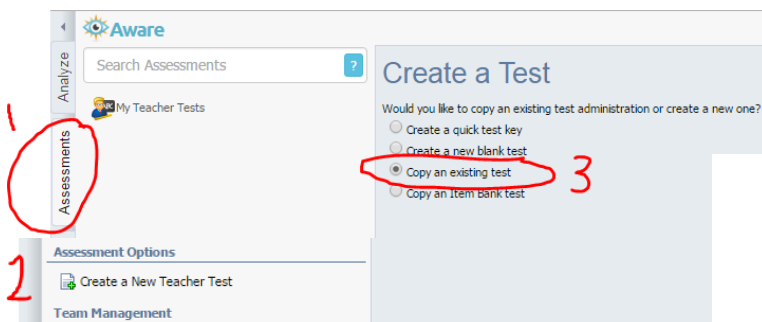 Aware
Search Assessments
?
My Teacher Tests
Analyze
1
Assessments
Create a Test
Would you like to copy an existing test administration or create a new one?
Create a quick test key
Create a new blank test
Copy an existing test
3
Copy an Item Bank test
2
Assessment Options
Create a New Teacher Test
Team Management